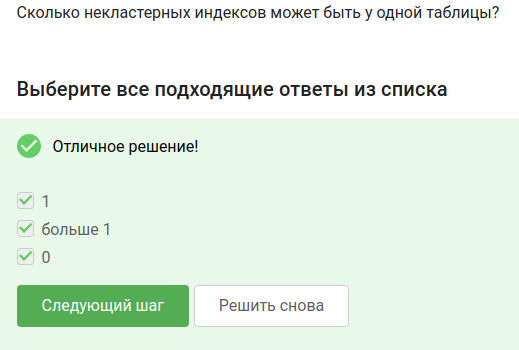 Сколько некластерных индексов может быть у одной таблицы?
Выберите все подходящие ответы из списка
Отличное решение!
1
больше 1
0
Следующий шаг
Решить снова